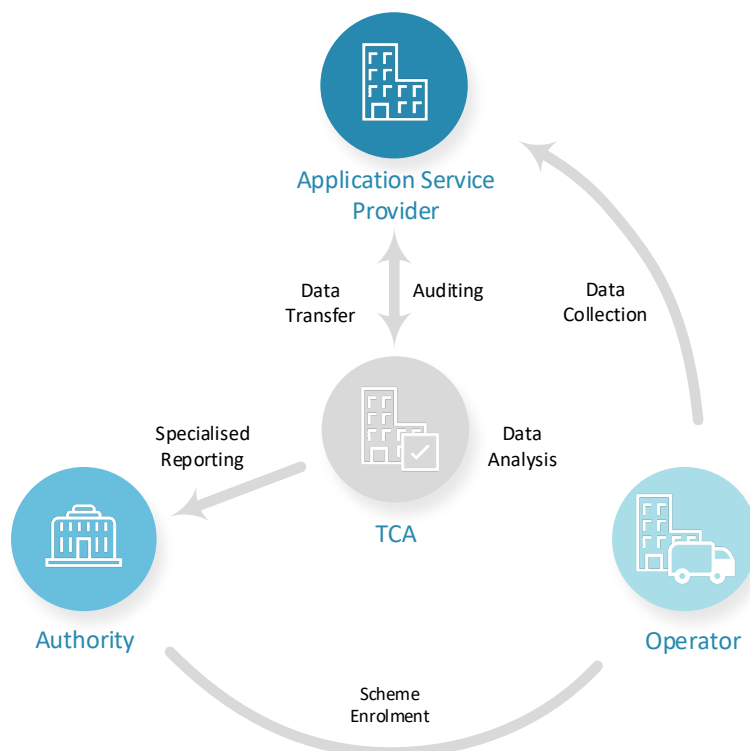 Application Service
Provider
Data
Transfer
Auditing
Data
Collection
Specialised
Reporting
Data
Analysis
TCA
Authority
Operator
Scheme
Enrolment